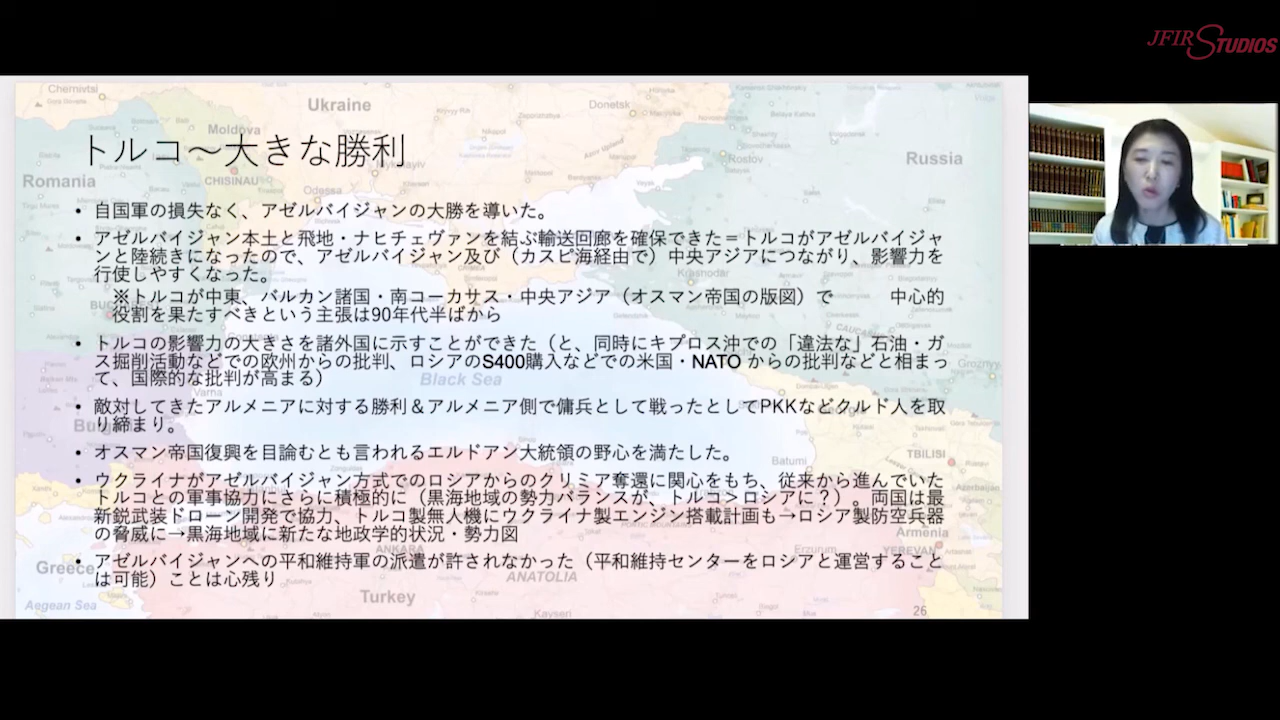 JFIR STUDIOS
Chernivtsi
Ukraine
Donetsk
Moldova
Rostov
Russia
トルコ～大きな勝利
Romania
CHISINAU
Odessa
・自国軍の損失なく、アゼルバイジャンの大勝を導いた。
・アゼルバイジャン本土と飛地・ナヒチェヴァンを結ぶ輸送回廊を確保できた＝トルコがアゼルバイジャ
ンと陸続きになったので、アゼルバイジャン及び（カスピ海経由で）中央アジアにつながり、影響力を
行使しやすくなった。
Krasnodar
※トルコが中東、バルカン諸国・南コーカサス・中央アジア（オスマン帝国の版図）で　　　中心的
役割を果たすべきという主張は90年代半ばから
・トルコの影響力の大きさを諸外国に示すことができた（と、同時にキプロス沖での「違法な」石油・ガ
ス掘削活動などでの欧州からの批判、ロシアのS400購入などでの米国・NATO からの批判などと相まっ
て、国際的な批判が高まる）
Groznyy
Black Sea
Varna
・敵対してきたアルメニアに対する勝利＆アルメニア側で傭兵として戦ったとしてPKKなどクルド人を取
り締まり。
・オスマン帝国復興を目論むとも言われるエルドアン大統領の野心を満たした。
TBILISI
Batumi
・ウクライナがアゼルバイジャン方式でのロシアからのクリミア奪還に関心をもち、従来から進んでいた
トルコとの軍事協力にさらに積極的に（黒海地域の勢力バランスが、トルコ＞ロシアに？）。両国は最
新鋭武装ドローン開発で協力、トルコ製無人機にウクライナ製エンジン搭載計画も→ロシア製防空兵器
の脅威に→黒海地域に新たな地政学的状況・勢力図
Armenia
ANKARA
Erzurum
YEREVAN
・アゼルバイジャンへの平和維持軍の派遣が許されなかった（平和維持センターをロシアと運営すること
は可能）ことは心残り
Greece
ANATOLIA
Turkey
Aegean Sea
Kayseri
26